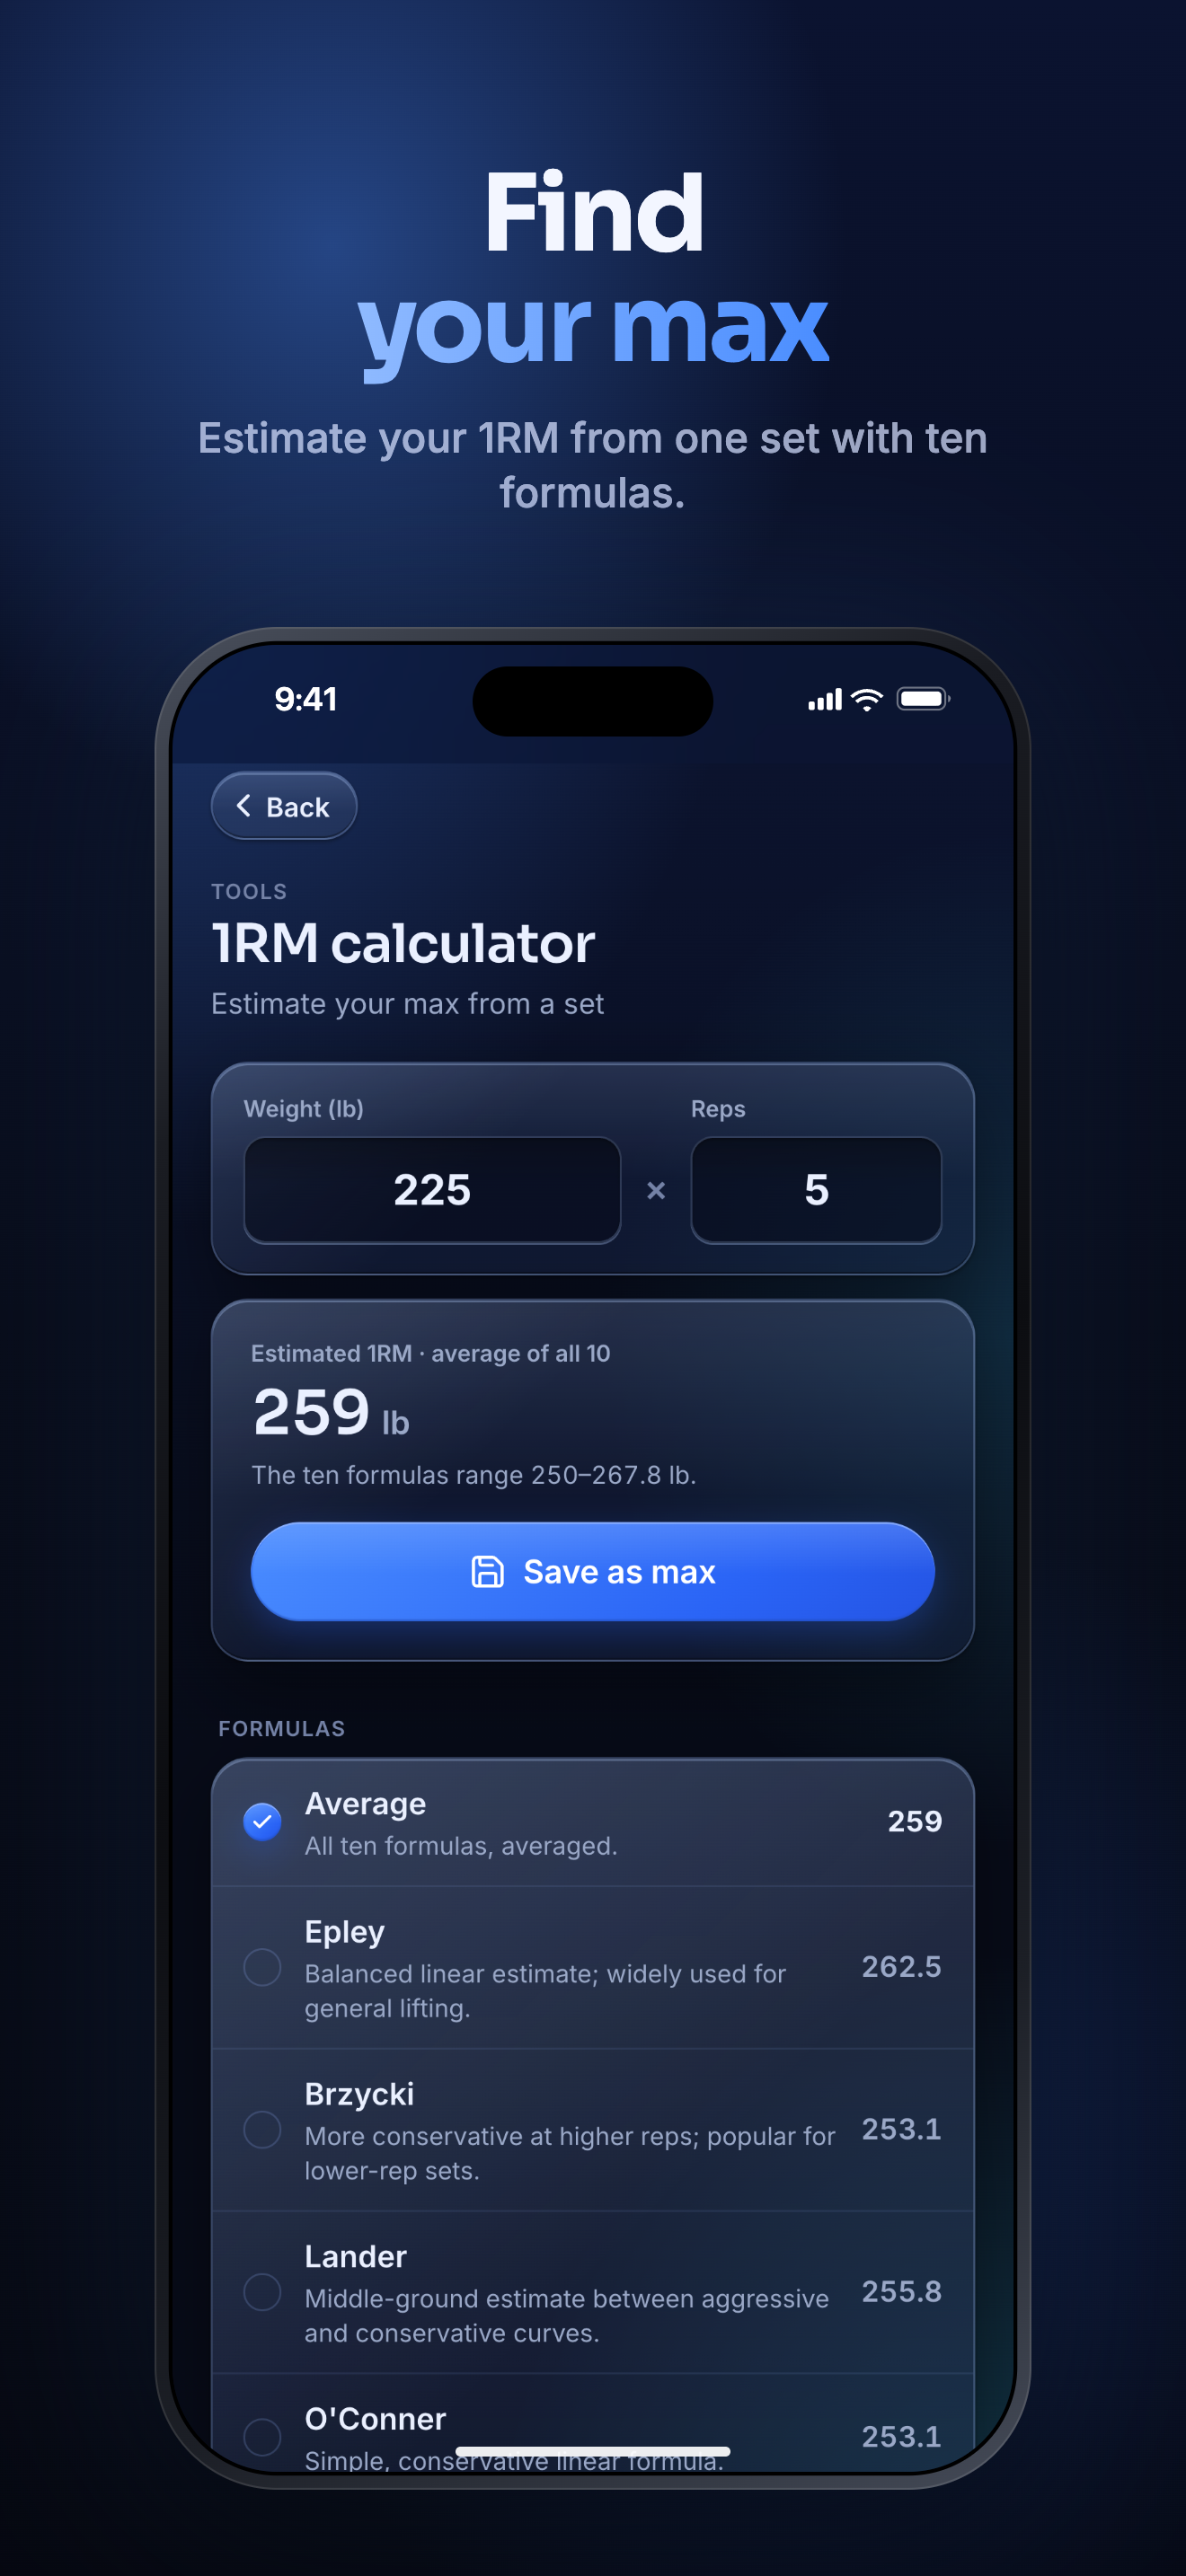 Find
your max
Estimate your 1RM from one set with ten
formulas.
9:41
Back
TOOLS
1RM calculator
Estimate your max from a set
Weight (lb)
Reps
225
×
5
Estimated 1RM · average of all 10
259 lb
The ten formulas range 250–267.8 lb.
Save as max
FORMULAS
Average
259
All ten formulas, averaged.
Epley
Balanced linear estimate; widely used for
262.5
general lifting.
Brzycki
More conservative at higher reps; popular for
253.1
lower-rep sets.
Lander
Middle-ground estimate between aggressive
255.8
and conservative curves.
O'Conner
253.1
Simple, conservative linear formula.